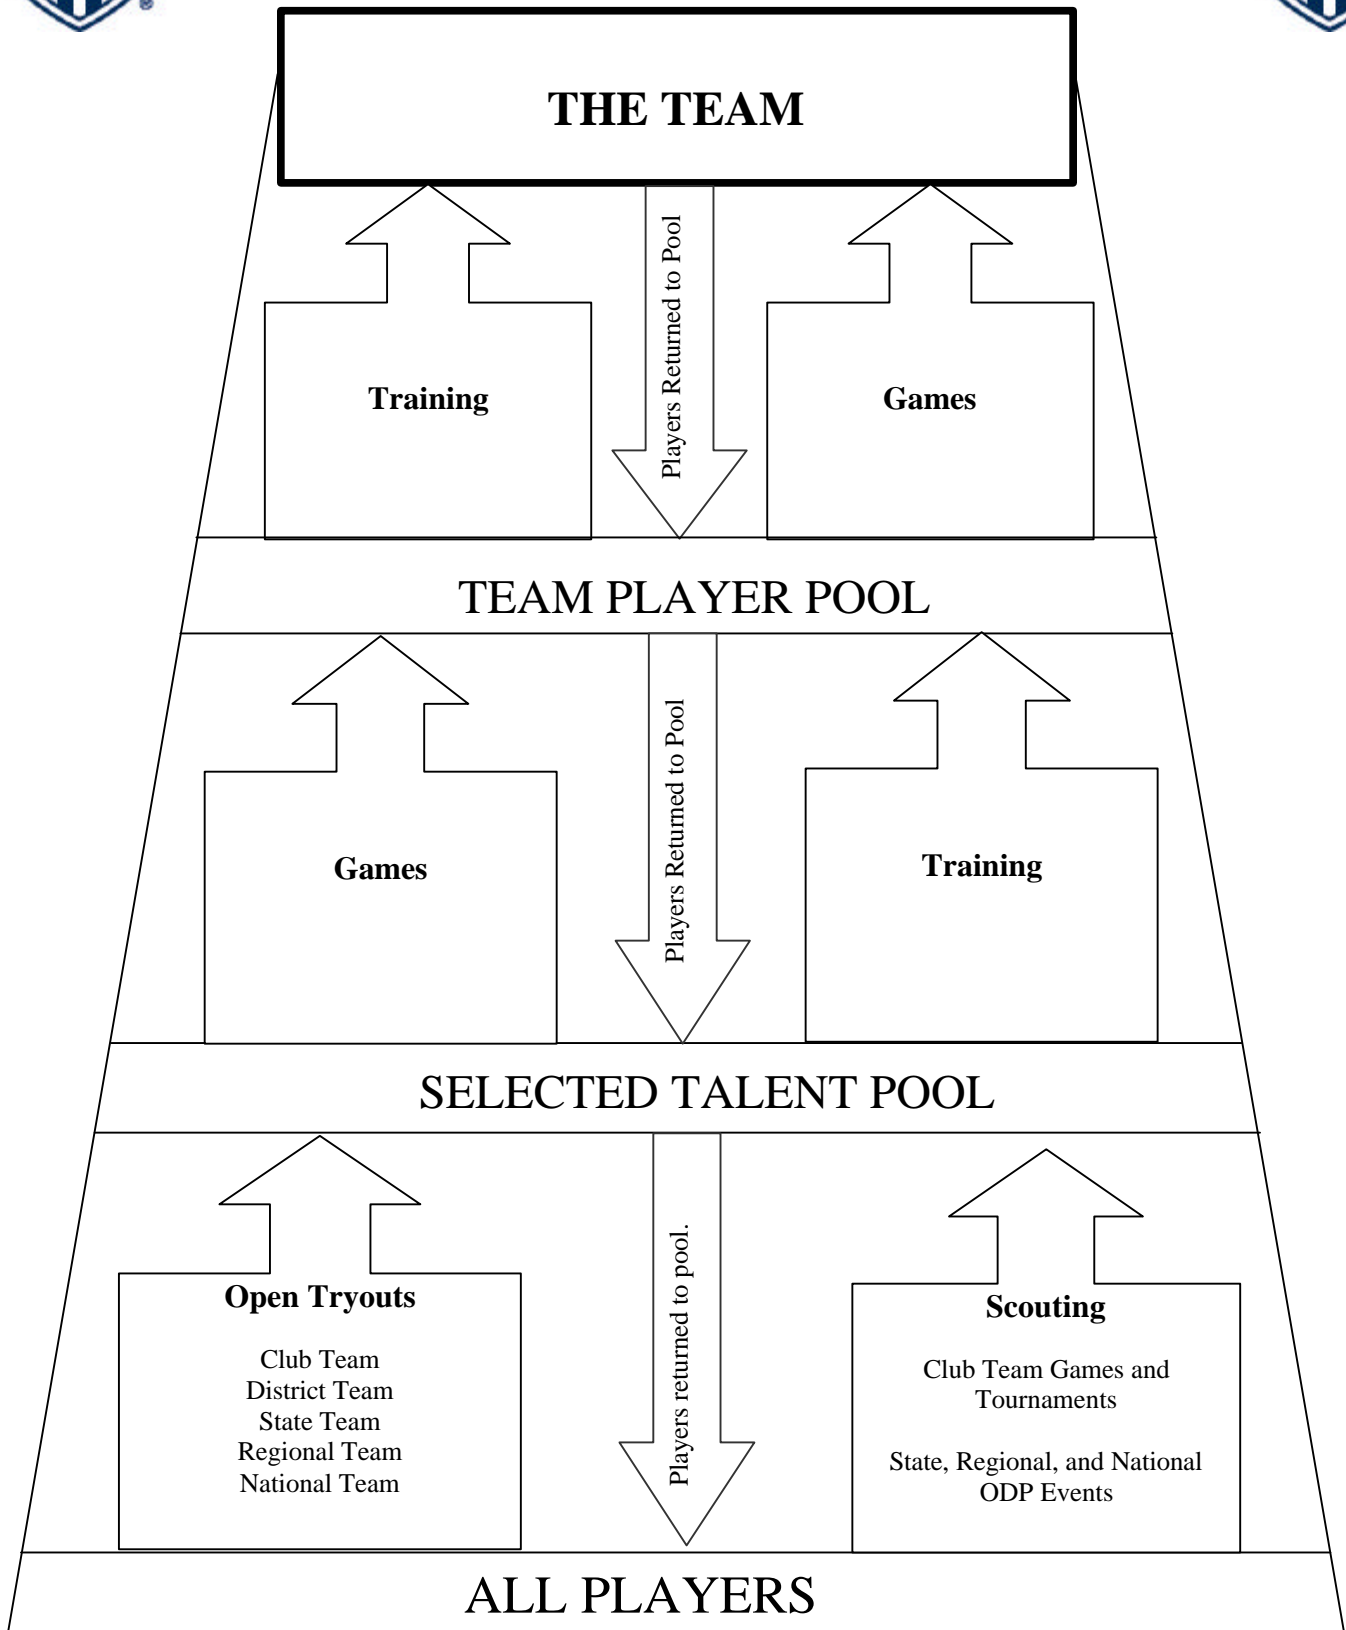 THE TEAM
Training
Players Returned to Pool
Games
TEAM PLAYER POOL
Games
Players Returned to Pool
Training
SELECTED TALENT POOL
Open Tryouts
Club Team
District Team
State Team
Regional Team
National Team
Players returned to pool.
Scouting
Club Team Games and
Tournaments
State, Regional, and National
ODP Events
ALL PLAYERS